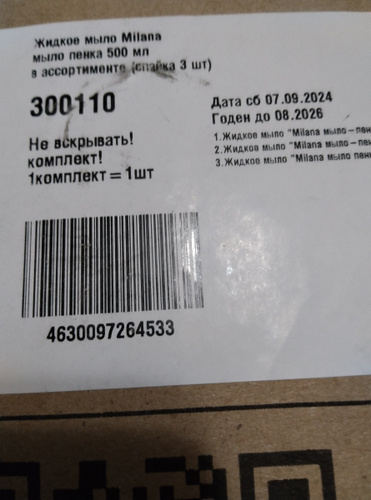 Жидкое мыло Milana
мыло пенка 500 мл
в ассортименте (спайка 3 шт)
300110
Не вскрывать!
комплект!
1комплект = 1шт
Дата сб 07.09.2024
Годен до 08.2026
1.Жидкое мыло "Milana мыло-пен
2.Жидкое мыло "Milana мыло-пен
3.Жидкое мыло "Milana мыло пен
4630097264533